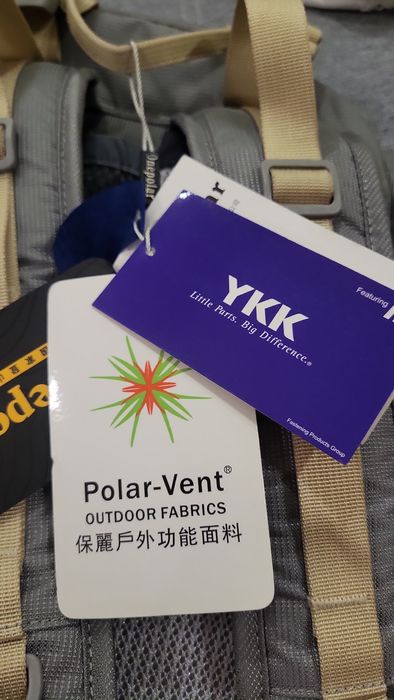 Onepolar
YKK
Little Parts. Big Difference.®
Featuring
Fastening Products Group
Polar-Vent®
OUTDOOR FABRICS
保麗戶外功能面料